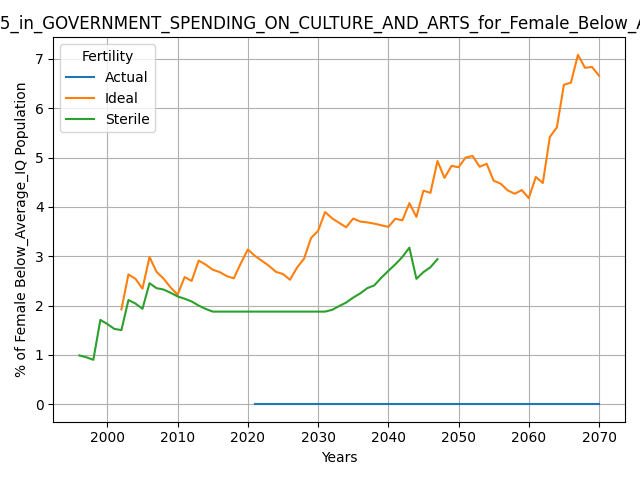 5_in_GOVERNMENT_SPENDING_ON_CULTURE_AND_ARTS_for_Female_Below_A
% of Female Below_Average_IQ Population
Fertility
Actual
Ideal
Sterile
7
6
5
4
3
2
1
0
2000 2010 2020 2030 2040 2050 2060 2070
Years